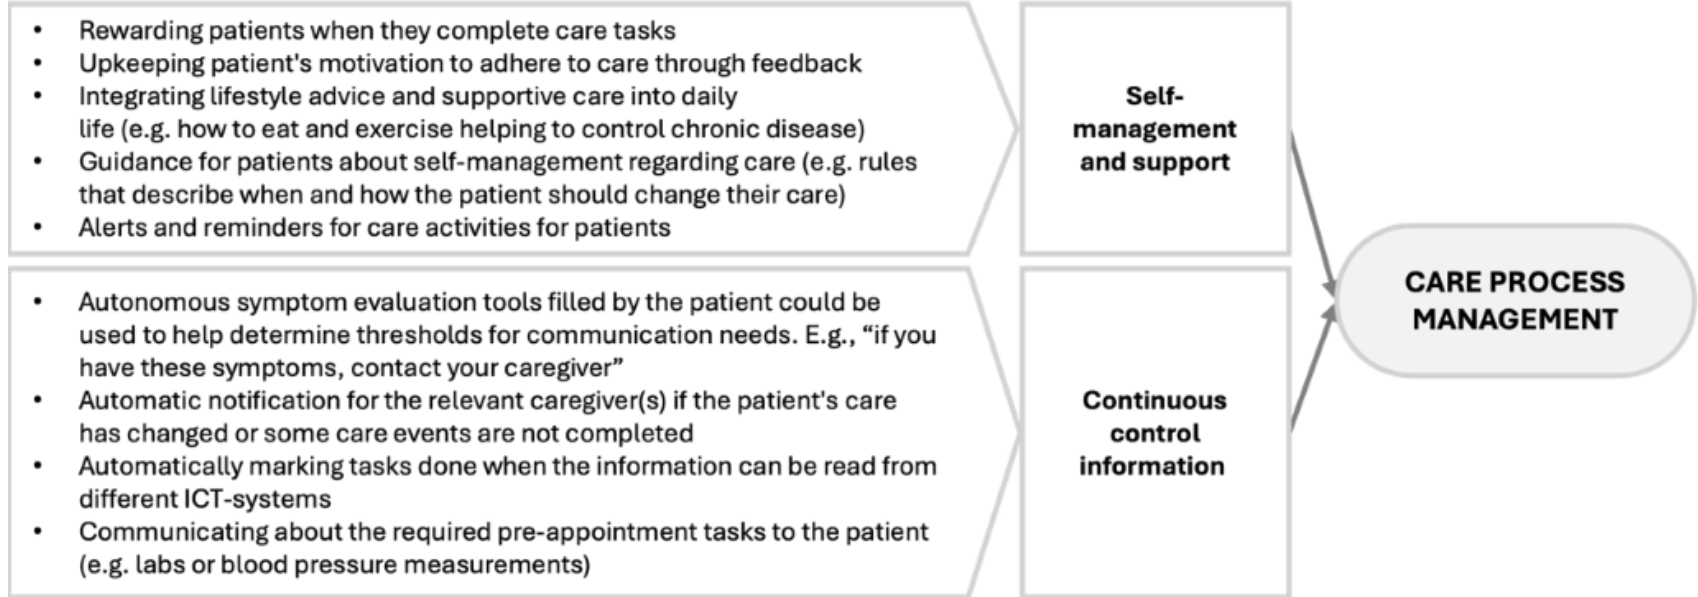 • Rewarding patients when they complete care tasks
• Upkeeping patient's motivation to adhere to care through feedback
• Integrating lifestyle advice and supportive care into daily
life (e.g. how to eat and exercise helping to control chronic disease)
• Guidance for patients about self-management regarding care (e.g. rules
that describe when and how the patient should change their care)
• Alerts and reminders for care activities for patients
Self-
management
and support
• Autonomous symptom evaluation tools filled by the patient could be
used to help determine thresholds for communication needs. E.g., “if you
have these symptoms, contact your caregiver”
• Automatic notification for the relevant caregiver(s) if the patient's care
has changed or some care events are not completed
• Automatically marking tasks done when the information can be read from
different ICT-systems
• Communicating about the required pre-appointment tasks to the patient
(e.g. labs or blood pressure measurements)
Continuous
control
information
CARE PROCESS
MANAGEMENT